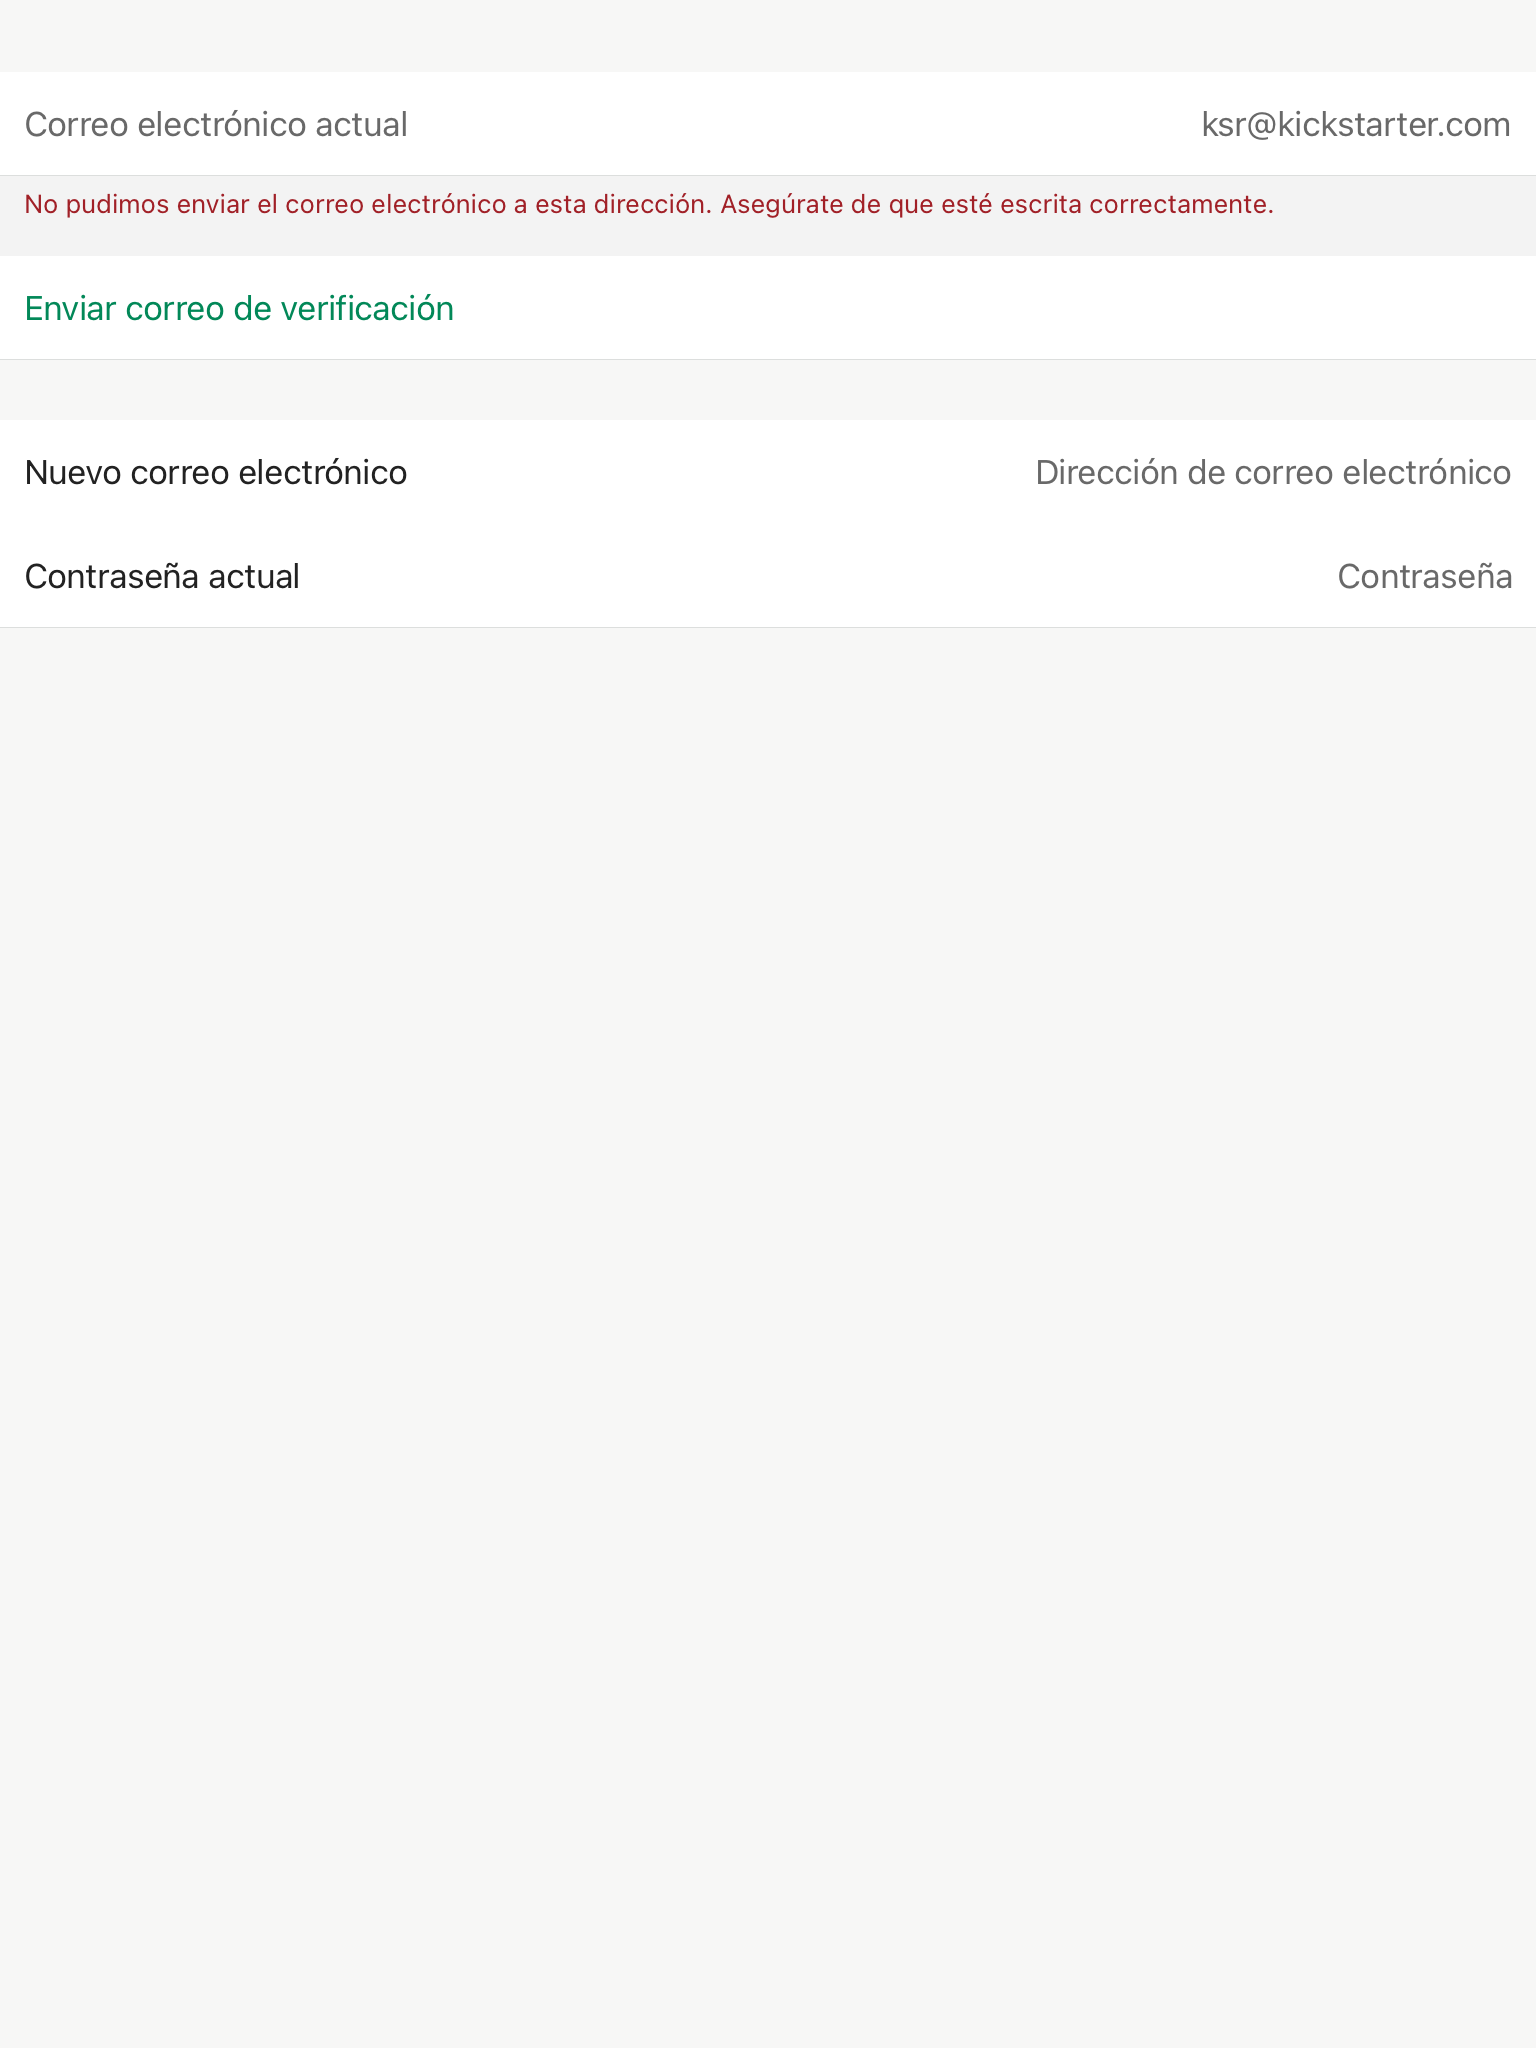 Correo electrónico actual ksr@kickstarter.com
No pudimos enviar el correo electrónico a esta dirección. Asegúrate de que esté escrita correctamente.
Enviar correo de verificación
Nuevo correo electrónico Dirección de correo electrónico
Contraseña actual Contraseña